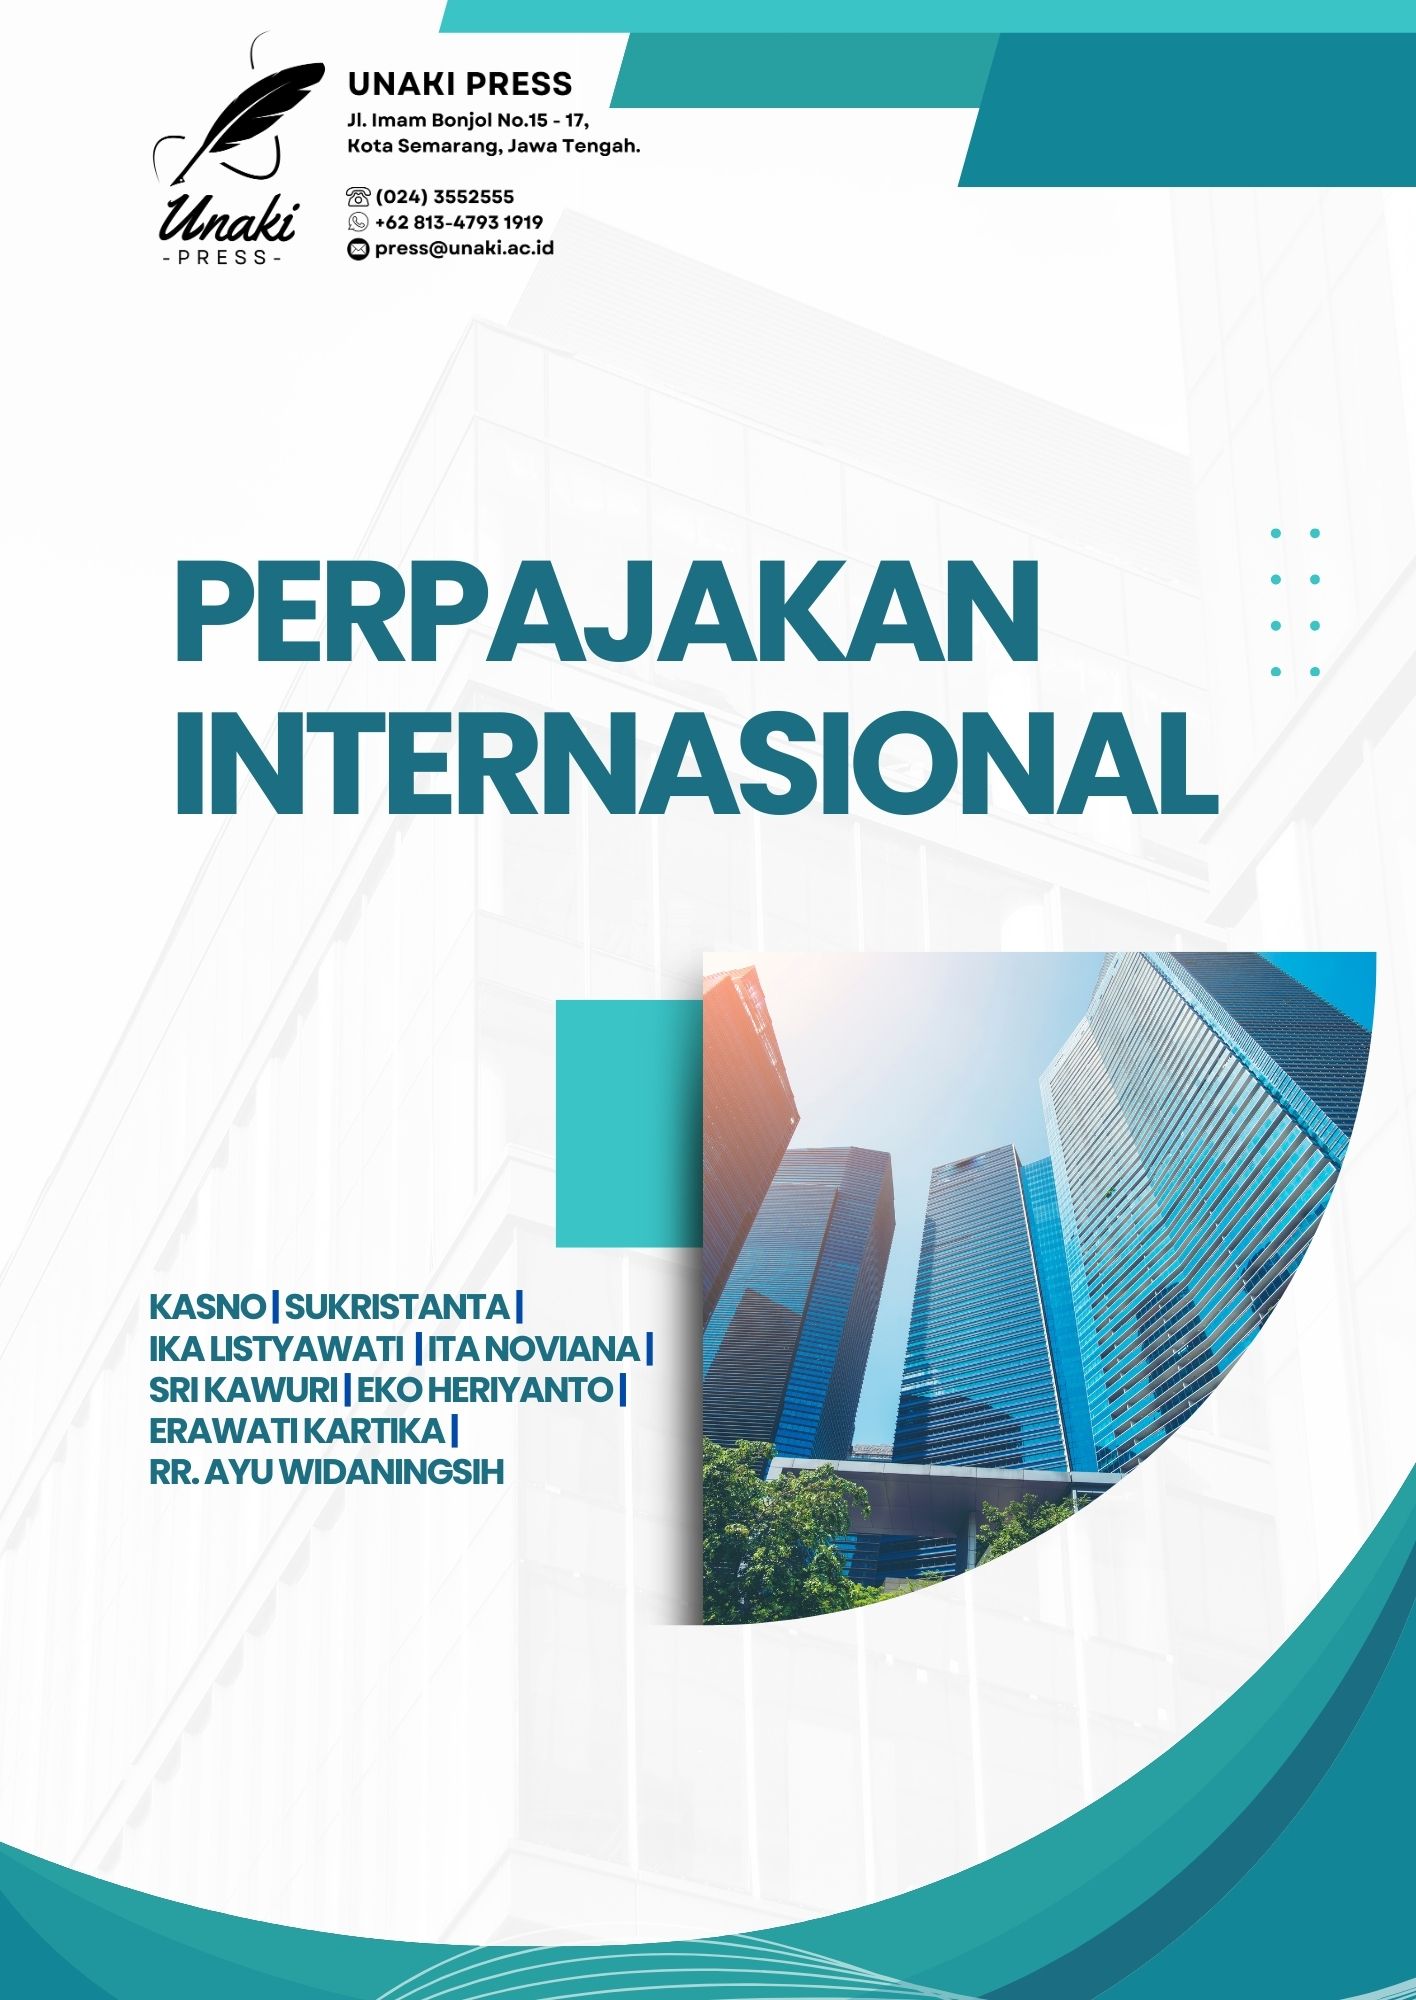 UNAKI PRESS
Jl. Imam Bonjol No.15 - 17,
Kota Semarang, Jawa Tengah.
(024) 3552555
+62 813-4793 1919
press@unaki.ac.id
Unaki
-PRESS-
PERPAJAKAN
INTERNASIONAL
KASNO | SUKRISTANTA |
IKA LISTYAWATI | ITA NOVIANA |
SRI KAWURI | EKO HERIYANTO |
ERAWATI KARTIKA |
RR. AYU WIDANINGSIH